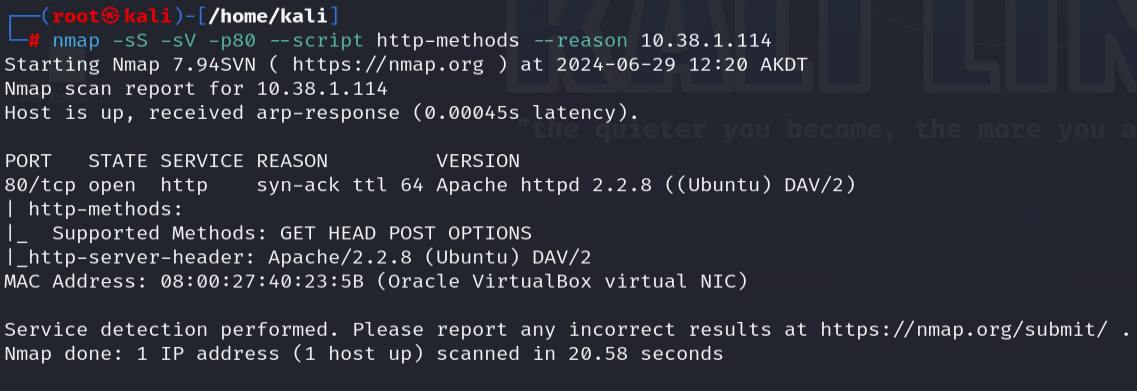 ┌──(root㉿kali)-[/home/kali]
└─# nmap -sS -sV -p80 --script http-methods --reason 10.38.1.114
Starting Nmap 7.94SVN ( https://nmap.org ) at 2024-06-29 12:20 AKDT
Nmap scan report for 10.38.1.114
Host is up, received arp-response (0.00045s latency).
"the quieter you become, the more you a
PORT   STATE SERVICE REASON         VERSION
80/tcp open  http    syn-ack ttl 64 Apache httpd 2.2.8 ((Ubuntu) DAV/2)
| http-methods:
|_  Supported Methods: GET HEAD POST OPTIONS
|_http-server-header: Apache/2.2.8 (Ubuntu) DAV/2
MAC Address: 08:00:27:40:23:5B (Oracle VirtualBox virtual NIC)
Service detection performed. Please report any incorrect results at https://nmap.org/submit/ .
Nmap done: 1 IP address (1 host up) scanned in 20.58 seconds